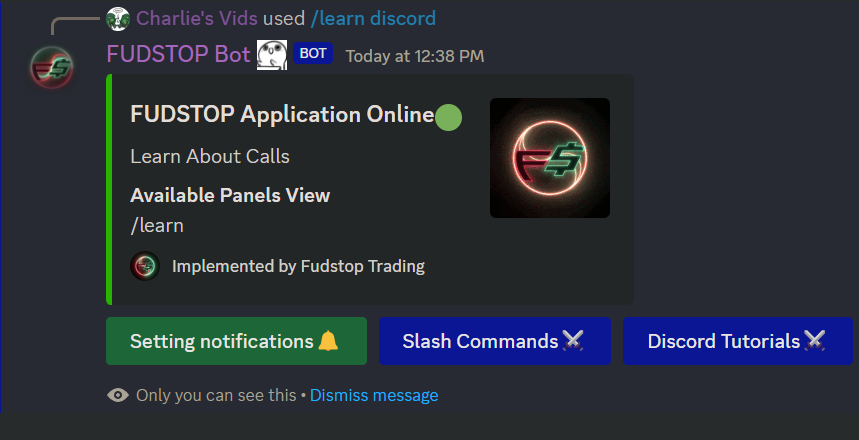 Charlie's Vids used /learn discord
FUDSTOP Bot BOT Today at 12:38 PM
FUDSTOP Application Online
Learn About Calls
Available Panels View
/learn
Implemented by Fudstop Trading
Setting notifications🔔 Slash Commands⚔️ Discord Tutorials⚔️
Only you can see this • Dismiss message
F$